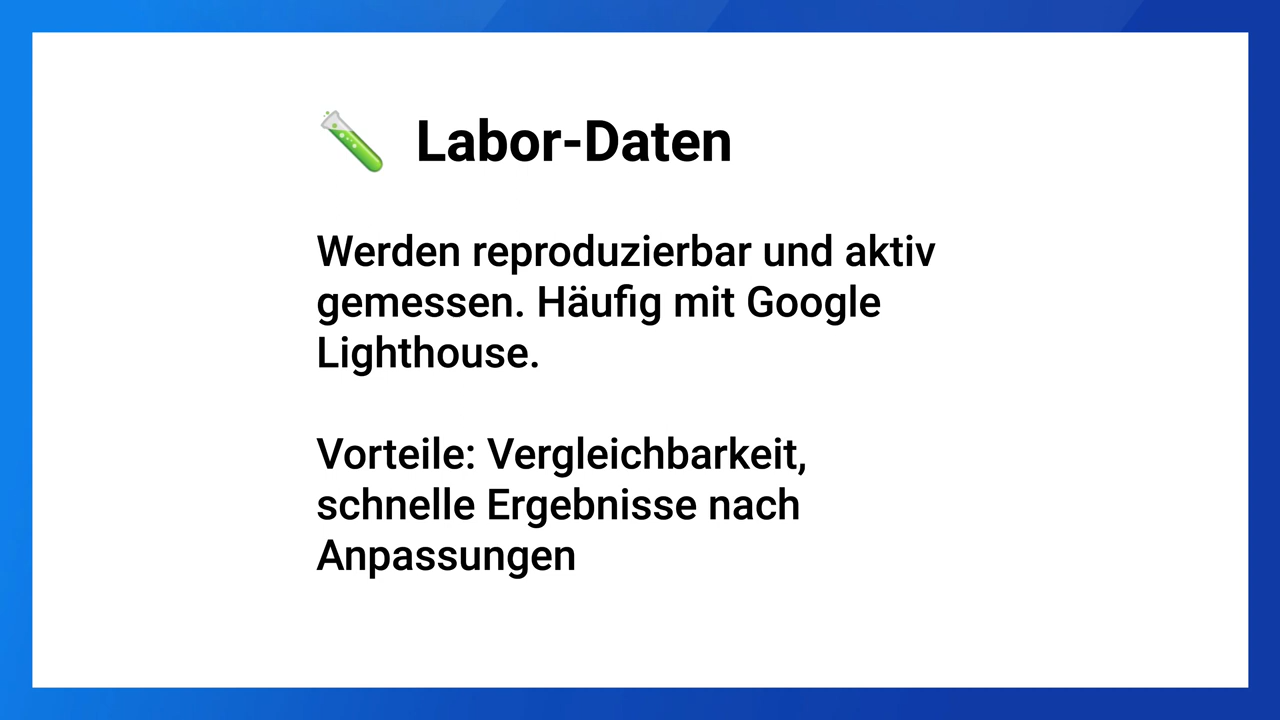 Labor-Daten
Werden reproduzierbar und aktiv
gemessen. Häufig mit Google
Lighthouse.
Vorteile: Vergleichbarkeit,
schnelle Ergebnisse nach
Anpassungen